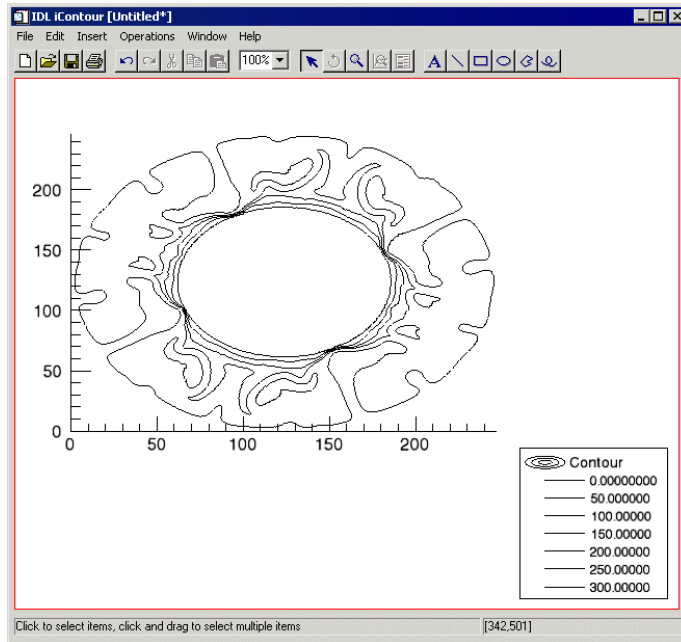 IDL iContour [Untitled*]
File Edit Insert Operations Window Help
100% A
200
150
100
50
0
0 50 100 150 200
Contour
0.00000000
50.000000
100.00000
150.00000
200.00000
250.00000
300.00000
Click to select items, click and drag to select multiple items [342,501]